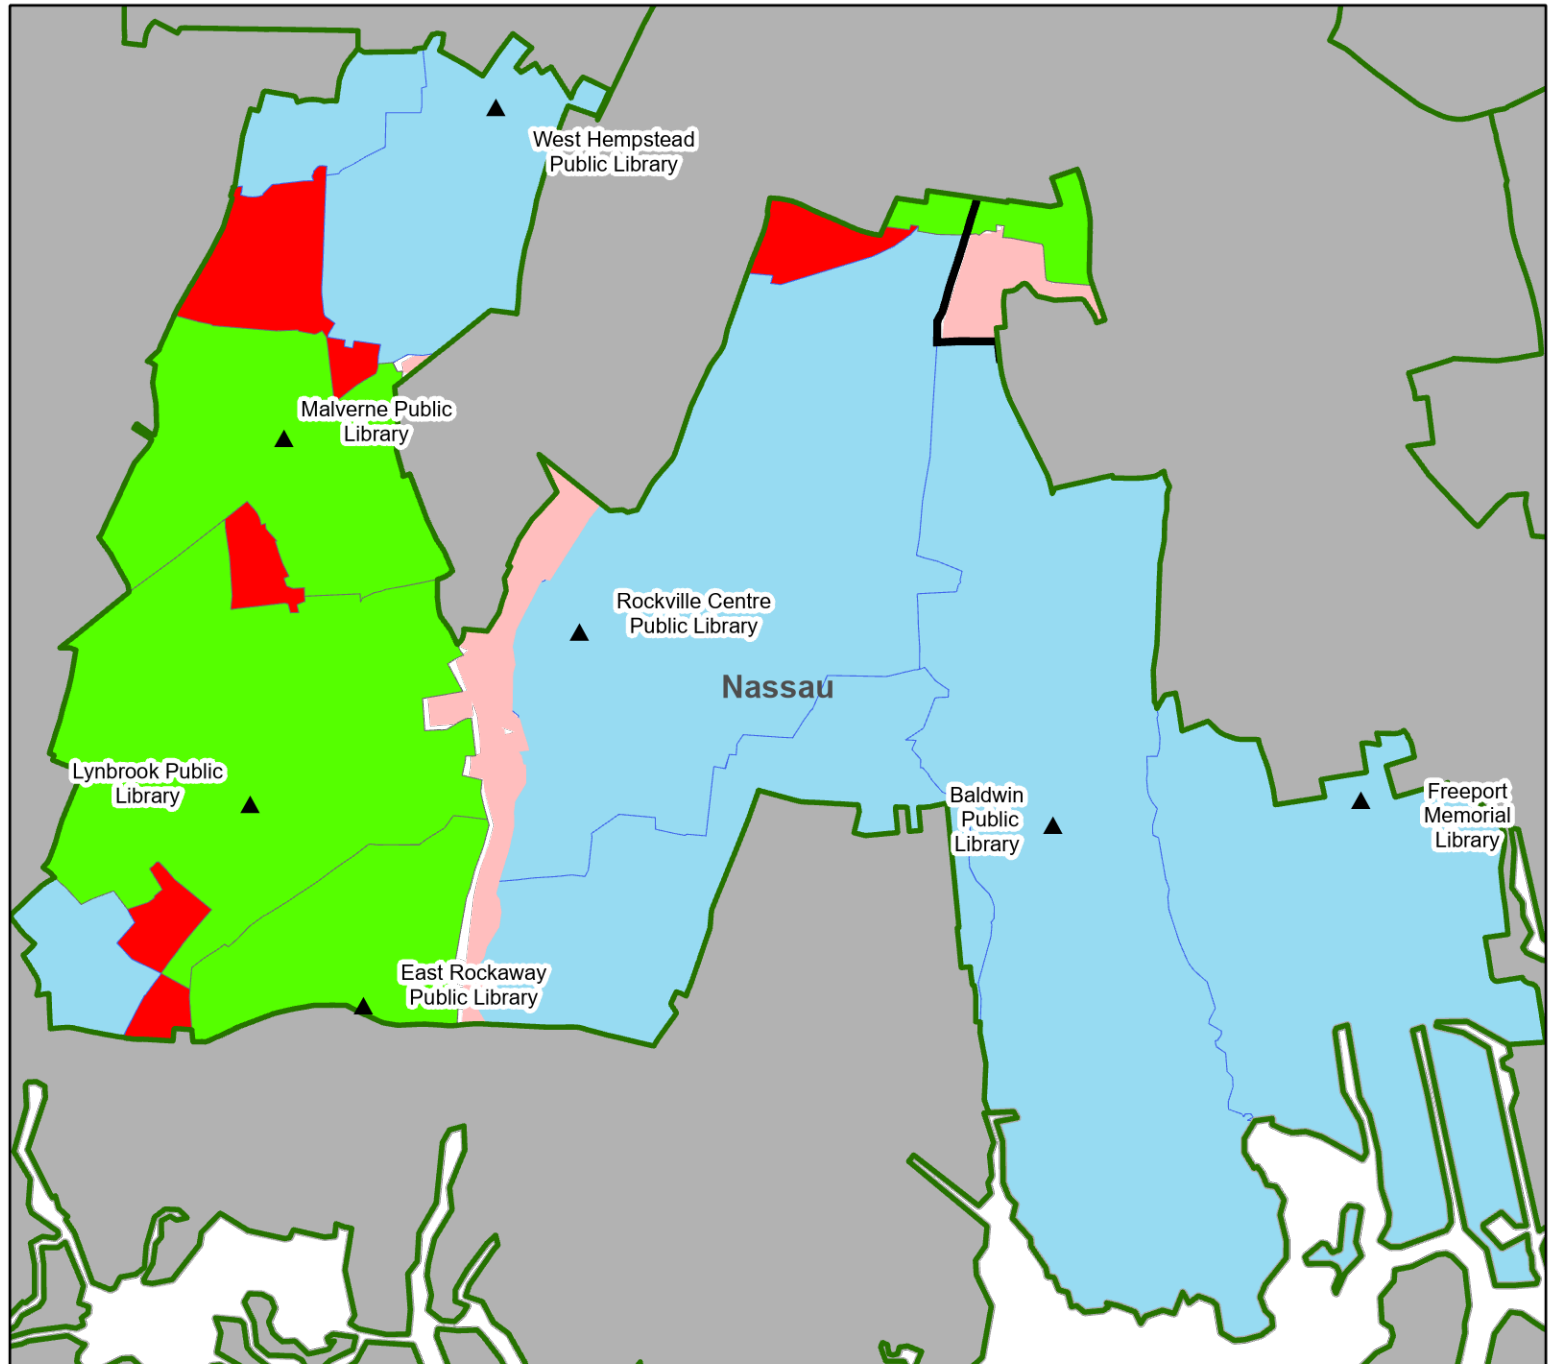 West Hempstead
Public Library
Malverne Public
Library
Rockville Centre
Public Library
Nassau
Lynbrook Public
Library
Baldwin
Public
Library
Freeport
Memorial
Library
East Rockaway
Public Library